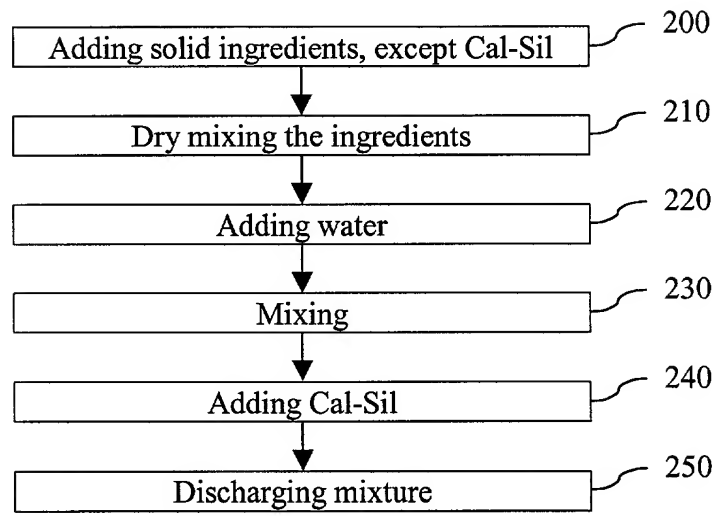 200
Adding solid ingredients, except Cal-Sil
210
Dry mixing the ingredients
220
Adding water
230
Mixing
240
Adding Cal-Sil
250
Discharging mixture